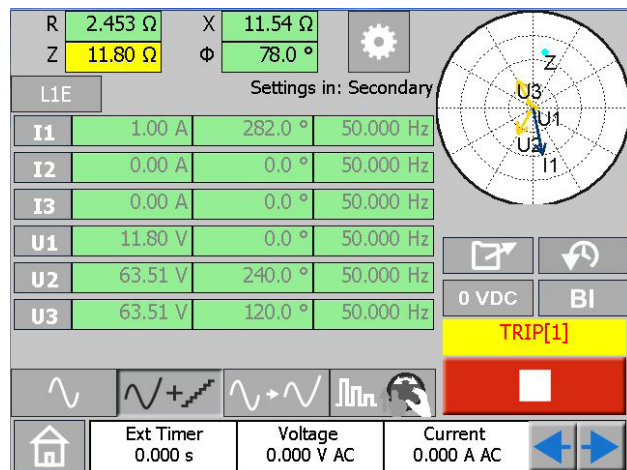 R 2.453 Ω X 11.54 Ω
Z 11.80 Ω Φ 78.0 °
L1E Settings in: Secondary
I1 1.00 A 282.0 ° 50.000 Hz
I2 0.00 A 0.0 ° 50.000 Hz
I3 0.00 A 0.0 ° 50.000 Hz
U1 11.80 V 0.0 ° 50.000 Hz
U2 63.51 V 240.0 ° 50.000 Hz
U3 63.51 V 120.0 ° 50.000 Hz
Z
U3
U1
U2
I1
0 VDC BI
TRIP[1]
Ext Timer Voltage Current
0.000 s 0.000 V AC 0.000 A AC